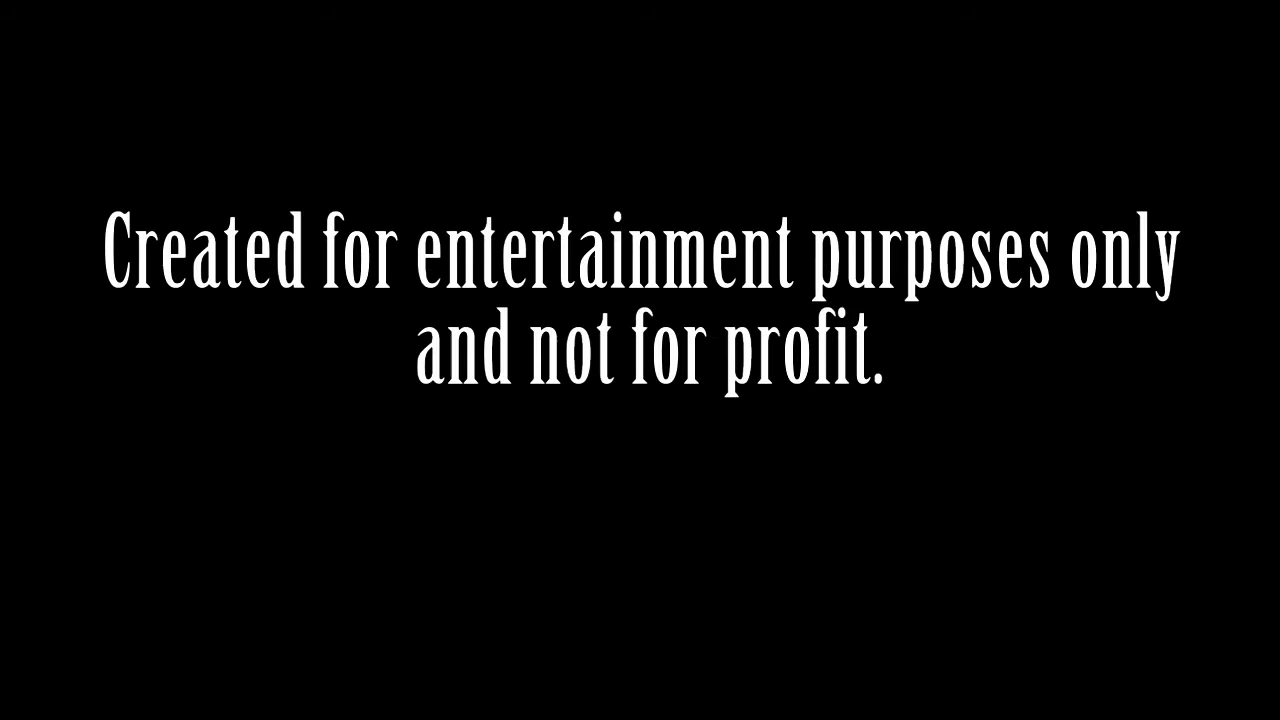 Created for entertainment purposes only
and not for profit.